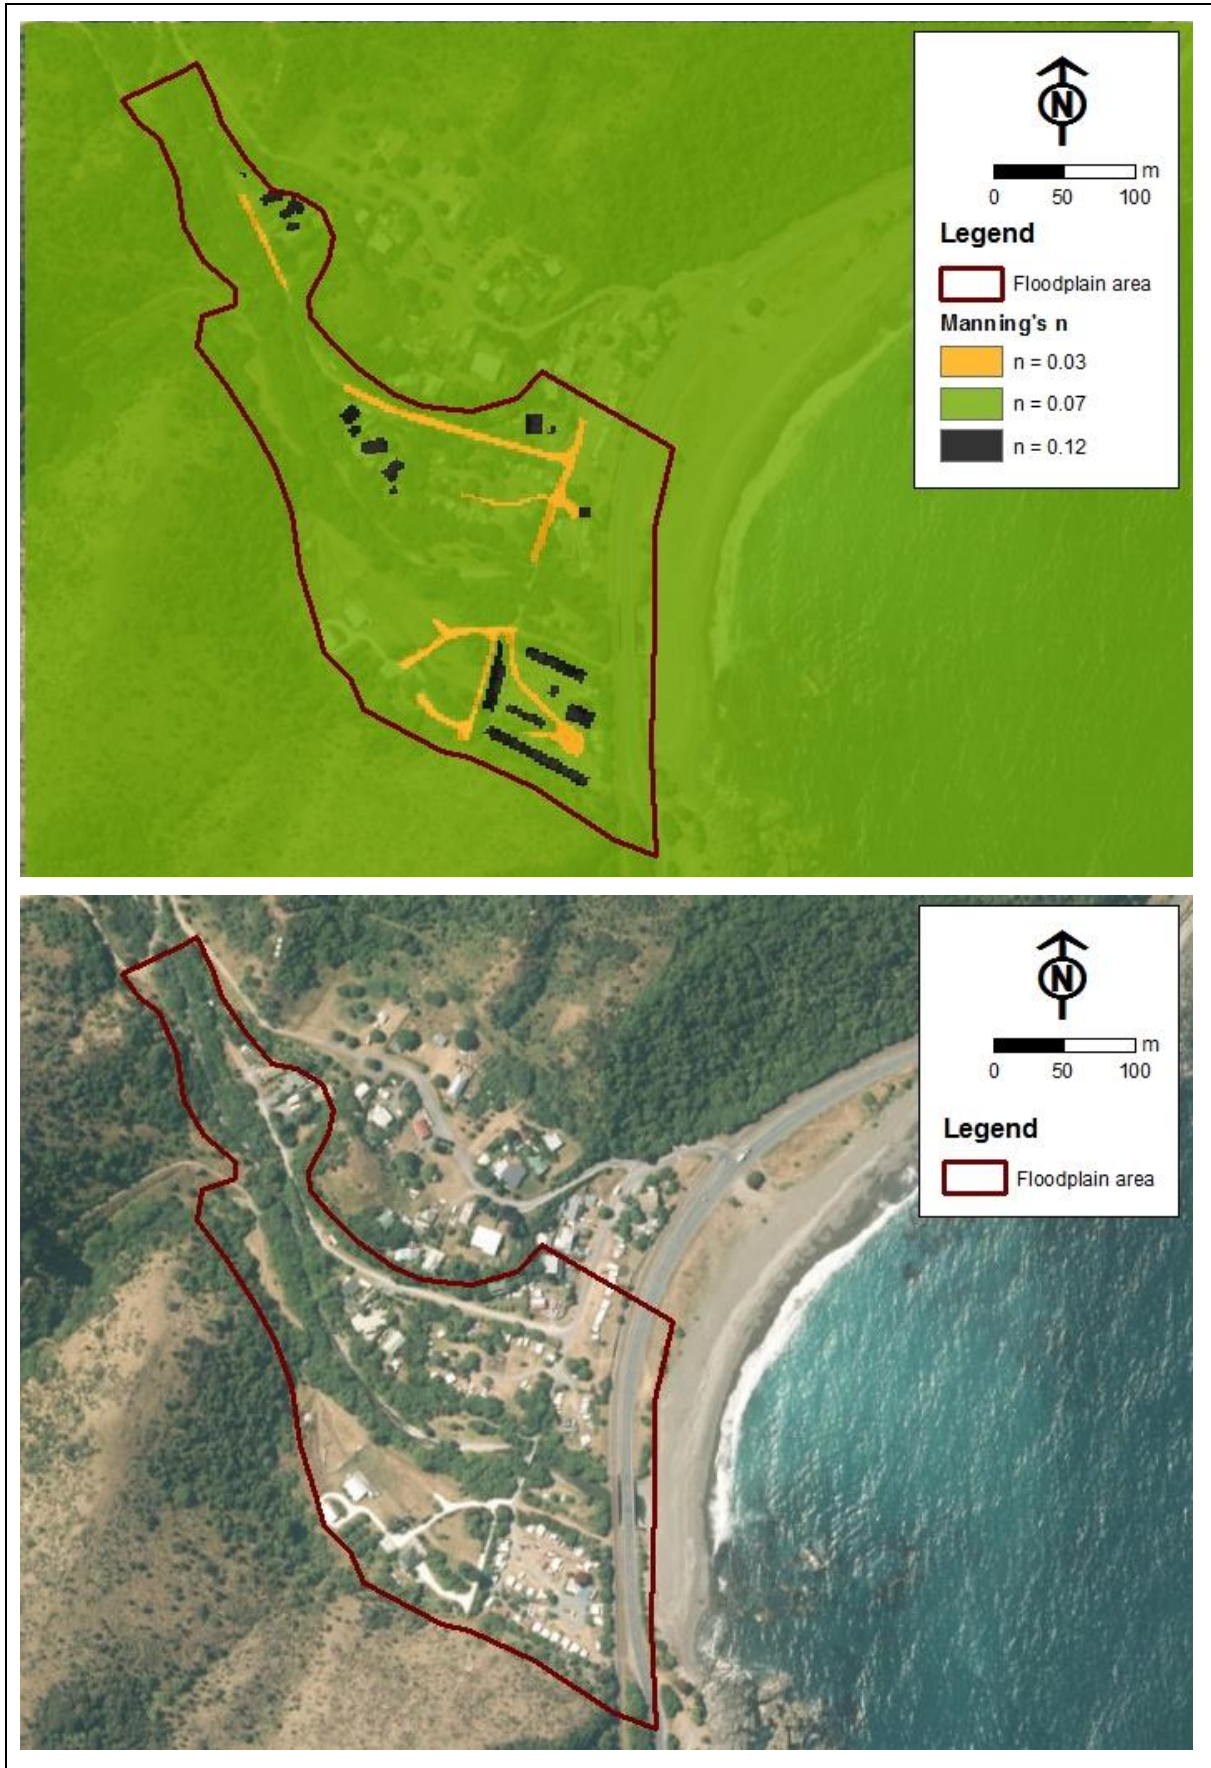 N
m
0 50 100
Legend
Floodplain area
Manning's n
n = 0.03
n = 0.07
n = 0.12
N
m
0 50 100
Legend
Floodplain area